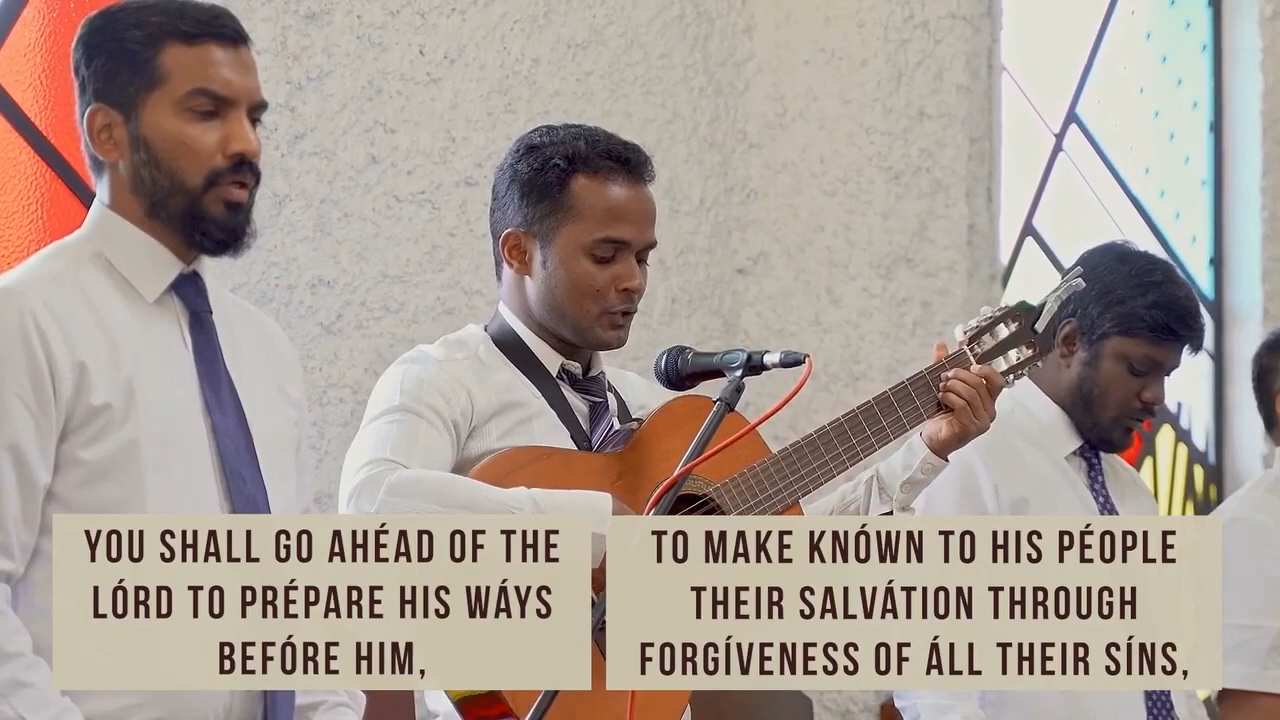 YOU SHALL GO AHÉAD OF THE
LÓRD TO PRÉPARE HIS WÁYS
BEFÓRE HIM,
TO MAKE KNÓWN TO HIS PÉOPLE
THEIR SALVÁTION THROUGH
FORGÍVENESS OF ÁLL THEIR SÍNS,